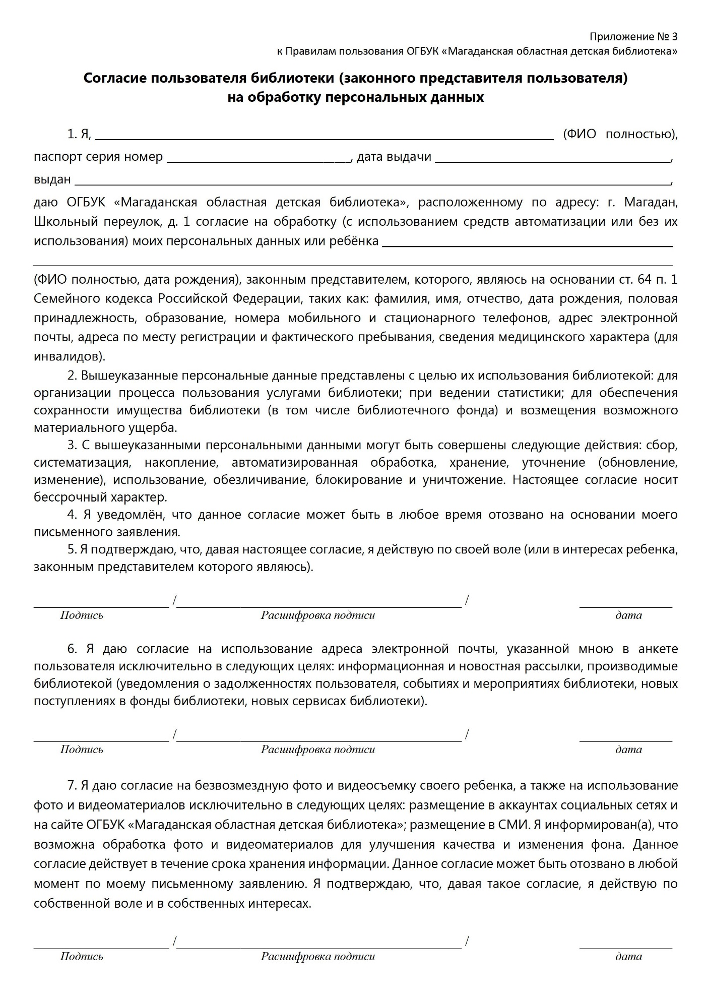 Приложение № 3
к Правилам пользования ОГБУК «Магаданская областная детская библиотека»
Согласие пользователя библиотеки (законного представителя пользователя)
на обработку персональных данных
1. Я, ______________________________ (ФИО полностью),
паспорт серия номер ____________________, дата выдачи ____________________,
выдан ________________________________________,
даю ОГБУК «Магаданская областная детская библиотека», расположенному по адресу: г. Магадан,
Школьный переулок, д. 1 согласие на обработку (с использованием средств автоматизации или без их
использования) моих персональных данных или ребёнка ____________________
________________________________________
(ФИО полностью, дата рождения), законным представителем, которого, являюсь на основании ст. 64 п. 1
Семейного кодекса Российской Федерации, таких как: фамилия, имя, отчество, дата рождения, половая
принадлежность, образование, номера мобильного и стационарного телефонов, адрес электронной
почты, адреса по месту регистрации и фактического пребывания, сведения медицинского характера (для
инвалидов).
2. Вышеуказанные персональные данные представлены с целью их использования библиотекой: для
организации процесса пользования услугами библиотеки; при ведении статистики; для обеспечения
сохранности имущества библиотеки (в том числе библиотечного фонда) и возмещения возможного
материального ущерба.
3. С вышеуказанными персональными данными могут быть совершены следующие действия: сбор,
систематизация, накопление, автоматизированная обработка, хранение, уточнение (обновление,
изменение), использование, обезличивание, блокирование и уничтожение. Настоящее согласие носит
бессрочный характер.
4. Я уведомлён, что данное согласие может быть в любое время отозвано на основании моего
письменного заявления.
5. Я подтверждаю, что, давая настоящее согласие, я действую по своей воле (или в интересах ребенка,
законным представителем которого являюсь).
____________________ /______________________________ / ______________
Подпись Расшифровка подписи дата
6. Я даю согласие на использование адреса электронной почты, указанной мною в анкете
пользователя исключительно в следующих целях: информационная и новостная рассылки, производимые
библиотекой (уведомления о задолженностях пользователя, событиях и мероприятиях библиотеки, новых
поступлениях в фонды библиотеки, новых сервисах библиотеки).
____________________ /______________________________ / ______________
Подпись Расшифровка подписи дата
7. Я даю согласие на безвозмездную фото и видеосъемку своего ребенка, а также на использование
фото и видеоматериалов исключительно в следующих целях: размещение в аккаунтах социальных сетях и
на сайте ОГБУК «Магаданская областная детская библиотека»; размещение в СМИ. Я информирован(а), что
возможна обработка фото и видеоматериалов для улучшения качества и изменения фона. Данное
согласие действует в течение срока хранения информации. Данное согласие может быть отозвано в любой
момент по моему письменному заявлению. Я подтверждаю, что, давая такое согласие, я действую по
собственной воле и в собственных интересах.
____________________ /______________________________ / ______________
Подпись Расшифровка подписи дата